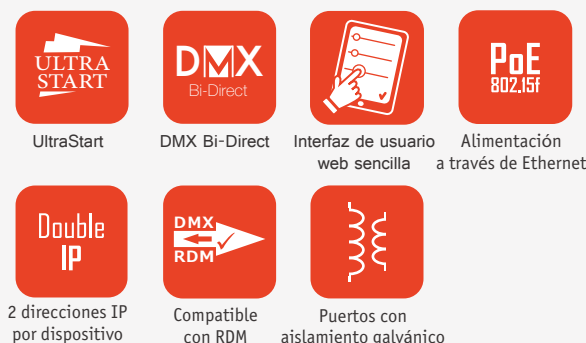 ULTRA
START
UltraStart
DMX
Bi-Direct
DMX Bi-Direct
Interfaz de usuario
web sencilla
PoE
802.15f
Alimentación
a través de Ethernet
Double
IP
2 direcciones IP
por dispositivo
DMX
RDM
Compatible
con RDM
Puertos con
aislamiento galvánico